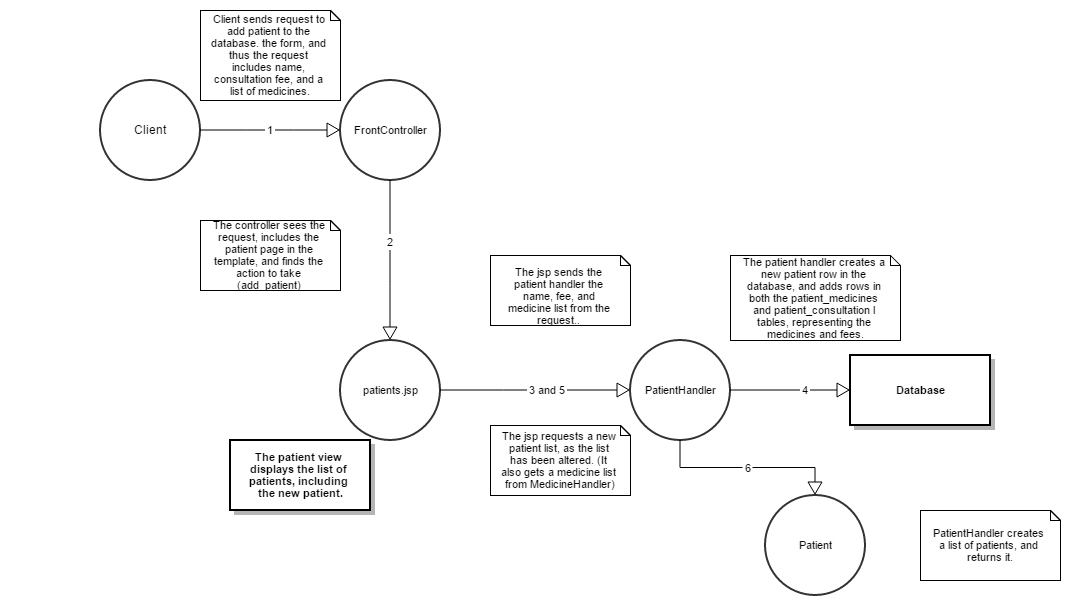 Client sends request to
add patient to the
database. the form, and
thus the request
includes name,
consultation fee, and a
list of medicines.
Client
1
FrontController
The controller sees the
request, includes the
patient page in the
template, and finds the
action to take
(add_patient)
2
The jsp sends the
patient handler the
name, fee, and
medicine list from the
request..
The patient handler creates a
new patient row in the
database, and adds rows in
both the patient_medicines
and patient_consultation l
tables, representing the
medicines and fees.
patients.jsp
3 and 5
PatientHandler
4
Database
The patient view
displays the list of
patients, including
the new patient.
The jsp requests a new
patient list, as the list
has been altered. (It
also gets a medicine list
from MedicineHandler)
6
Patient
PatientHandler creates
a list of patients, and
returns it.